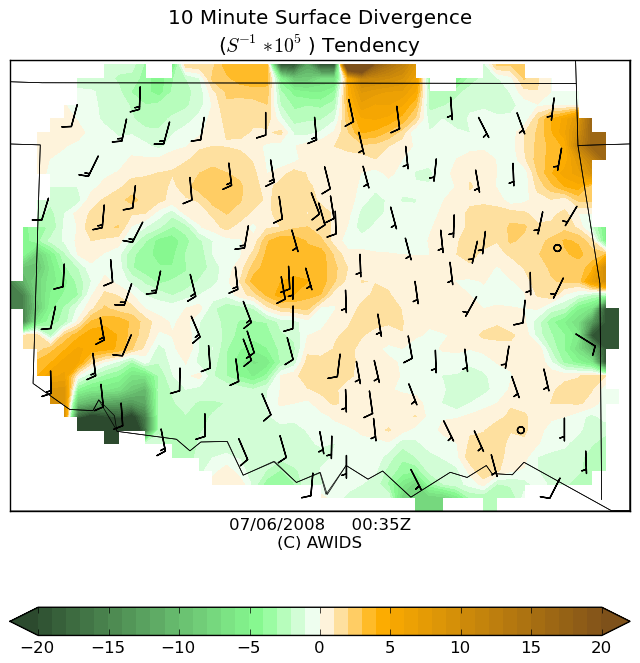 10 Minute Surface Divergence
(S⁻¹ *10⁵ ) Tendency
07/06/2008 00:35Z
(C) AWIDS
−20 −15 −10 −5 0 5 10 15 20